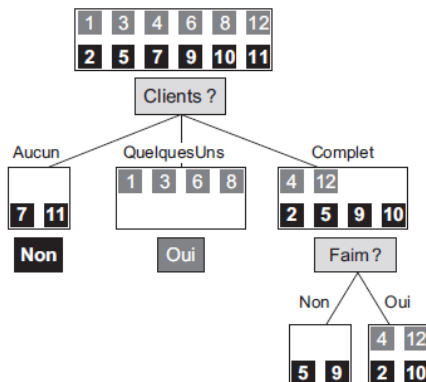 1 3 4 6 8 12
2 5 7 9 10 11
Clients ?
Aucun QuelquesUns Complet
1 3 6 8 4 12
7 11 2 5 9 10
Non Oui Faim ?
Non Oui
4 12
5 9 2 10